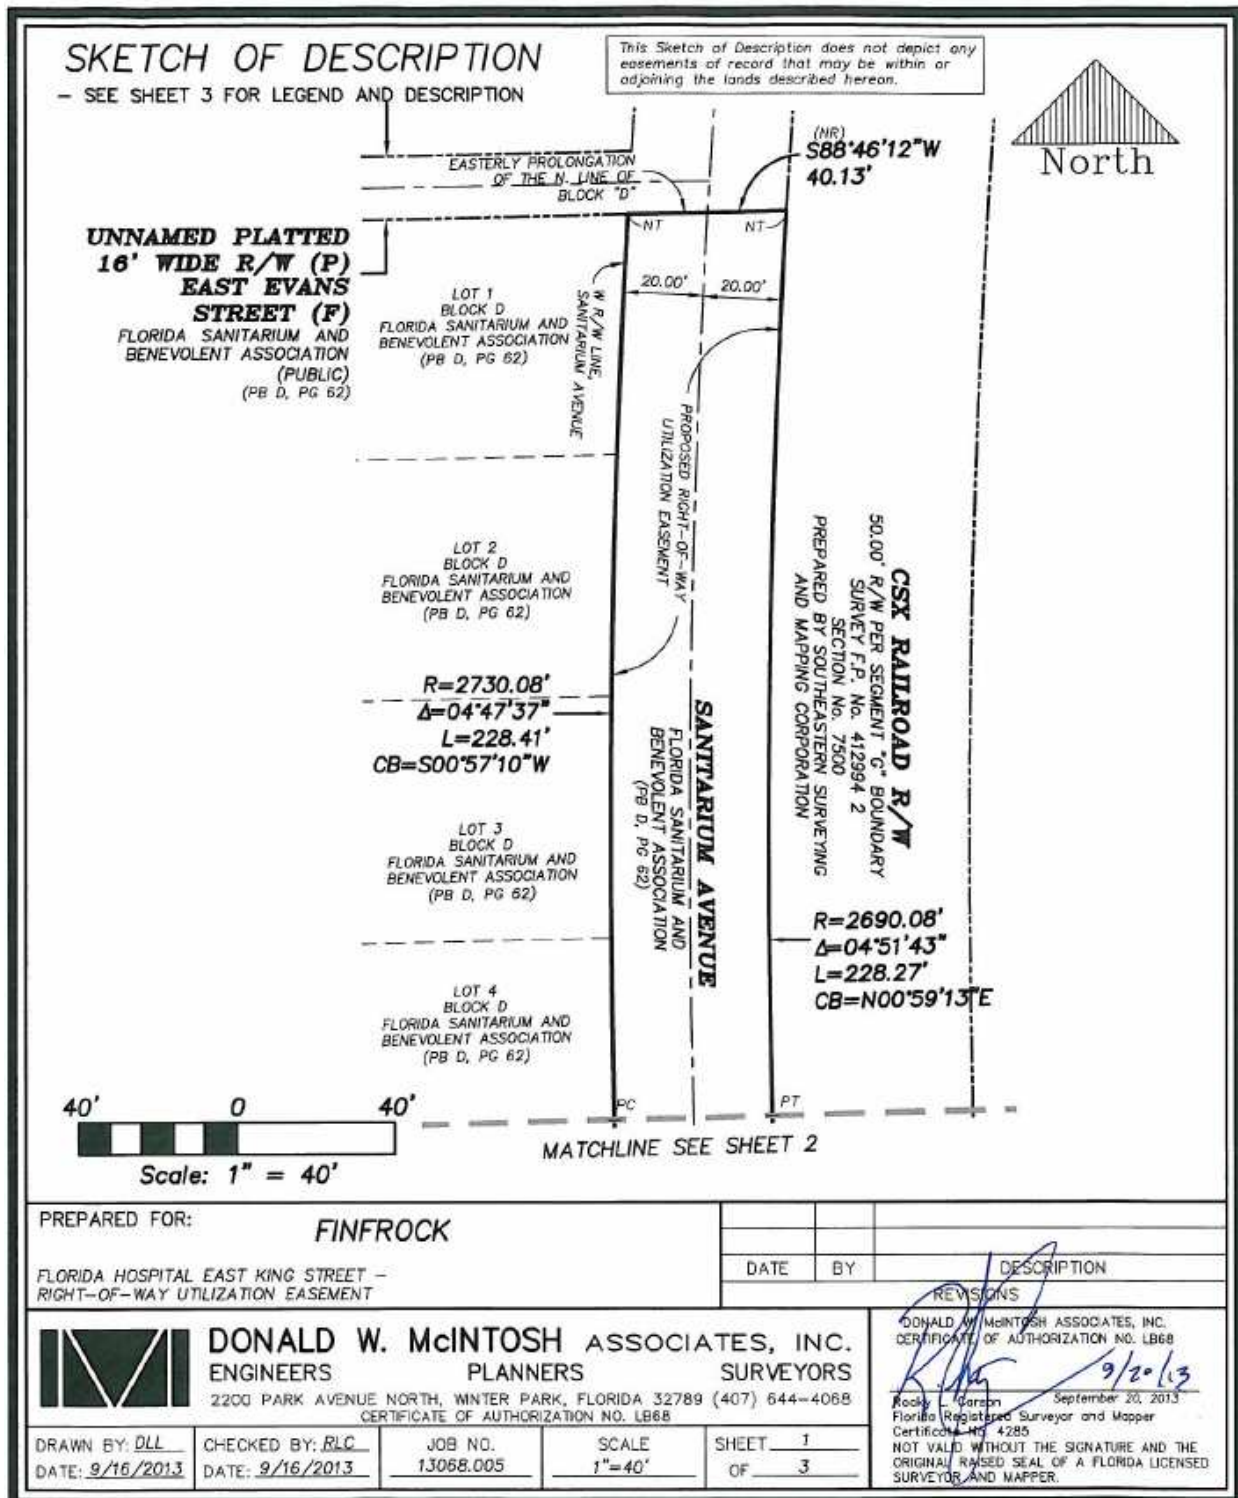 SKETCH OF DESCRIPTION
- SEE SHEET 3 FOR LEGEND AND DESCRIPTION
This Sketch of Description does not depict any
easements of record that may be within or
adjoining the lands described hereon.
North
(NR)
S88°46'12"W
40.13'
EASTERLY PROLONGATION
OF THE N. LINE OF
BLOCK "D"
NT
NT
UNNAMED PLATTED
16' WIDE R/W (P)
EAST EVANS
STREET (F)
FLORIDA SANITARIUM AND
BENEVOLENT ASSOCIATION
(PUBLIC)
(PB D, PG 62)
20.00'
20.00'
LOT 1
BLOCK D
FLORIDA SANITARIUM AND
BENEVOLENT ASSOCIATION
(PB D, PG 62)
W R/W LINE,
SANITARIUM AVENUE
PROPOSED RIGHT-OF-WAY
UTILIZATION EASEMENT
LOT 2
BLOCK D
FLORIDA SANITARIUM AND
BENEVOLENT ASSOCIATION
(PB D, PG 62)
CSX RAILROAD R/W
50.00' R/W PER SEGMENT "G" BOUNDARY
SURVEY F.P. No. 412994 2
SECTION No. 7500
PREPARED BY SOUTHEASTERN SURVEYING
AND MAPPING CORPORATION
R=2730.08'
Δ=04°47'37"
L=228.41'
CB=S00°57'10"W
SANITARIUM AVENUE
FLORIDA SANITARIUM AND
BENEVOLENT ASSOCIATION
(PB D, PG 62)
LOT 3
BLOCK D
FLORIDA SANITARIUM AND
BENEVOLENT ASSOCIATION
(PB D, PG 62)
R=2690.08'
Δ=04°51'43"
L=228.27'
CB=N00°59'13"E
LOT 4
BLOCK D
FLORIDA SANITARIUM AND
BENEVOLENT ASSOCIATION
(PB D, PG 62)
PC
PT
MATCHLINE SEE SHEET 2
40' 0 40'
Scale: 1" = 40'
PREPARED FOR:
FINFROCK
FLORIDA HOSPITAL EAST KING STREET -
RIGHT-OF-WAY UTILIZATION EASEMENT
DATE BY DESCRIPTION
REVISIONS
DONALD W. McINTOSH ASSOCIATES, INC.
ENGINEERS PLANNERS SURVEYORS
2200 PARK AVENUE NORTH, WINTER PARK, FLORIDA 32789 (407) 644-4068
CERTIFICATE OF AUTHORIZATION NO. LB68
DONALD W. McINTOSH ASSOCIATES, INC.
CERTIFICATE OF AUTHORIZATION NO. LB68
9/20/13
Rocky L. Carson September 20, 2013
Florida Registered Surveyor and Mapper
Certificate No. 4285
NOT VALID WITHOUT THE SIGNATURE AND THE
ORIGINAL RAISED SEAL OF A FLORIDA LICENSED
SURVEYOR AND MAPPER.
DRAWN BY: DLL
DATE: 9/16/2013
CHECKED BY: RLC
DATE: 9/16/2013
JOB NO.
13068.005
SCALE
1"=40'
SHEET 1
OF 3